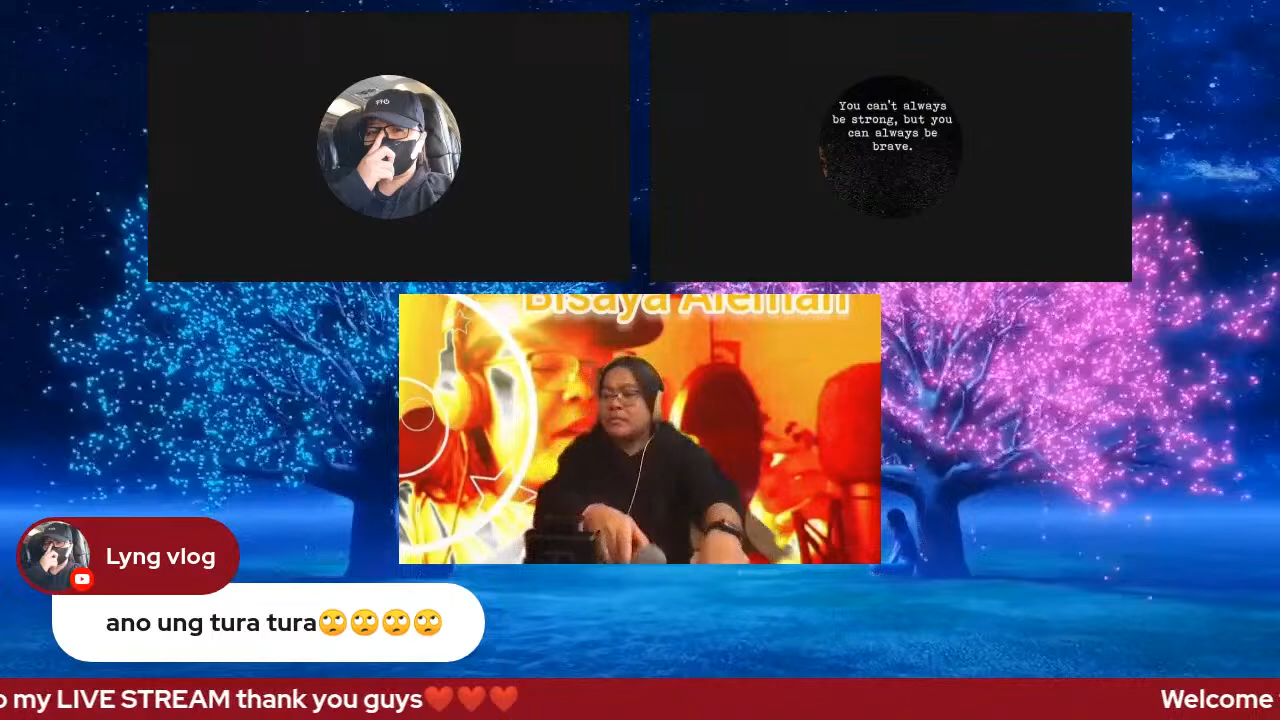 You can't always
be strong, but you
can always be
brave.
Bisaya Aleman
Lyng vlog
ano ung tura tura🙄🙄🙄🙄
o my LIVE STREAM thank you guys❤️❤️❤️
Welcome